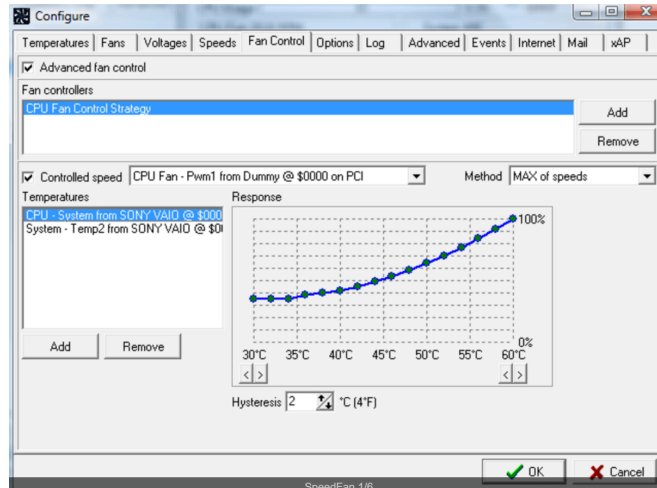 Configure
Temperatures Fans Voltages Speeds Fan Control Options Log Advanced Events Internet Mail xAP
Advanced fan control
Fan controllers
CPU Fan Control Strategy
Add
Remove
Controlled speed CPU Fan - Pwm1 from Dummy @ $0000 on PCI Method MAX of speeds
Temperatures Response
CPU - System from SONY VAIO @ $000
System - Temp2 from SONY VAIO @ $0
100%
0%
Add Remove
30°C 35°C 40°C 45°C 50°C 55°C 60°C
< > < >
Hysteresis 2 °C (4°F)
OK Cancel
SpeedFan 1/6